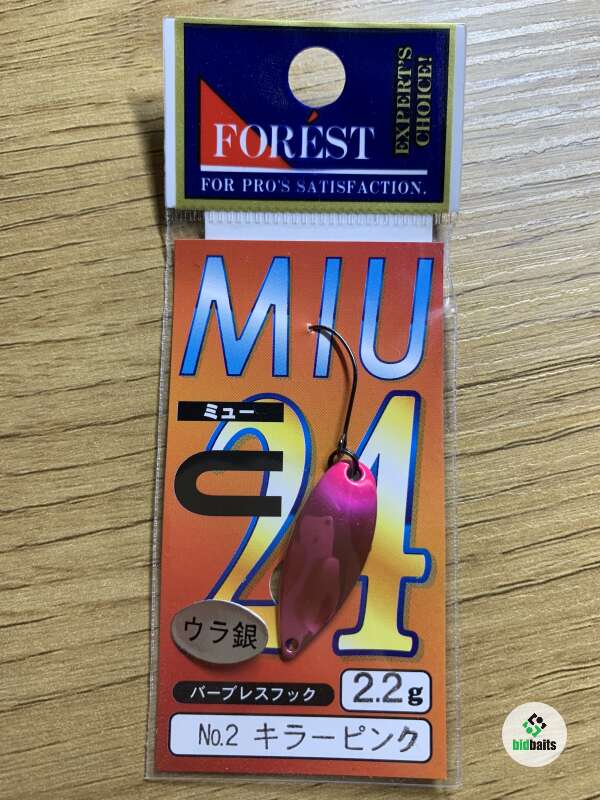 FORÉST
EXPERT'S
CHOICE!
FOR PRO'S SATISFACTION.
MIU
ミュー
24
ウラ銀
バーブレスフック
2.2g
No.2 キラーピンク
bidbaits